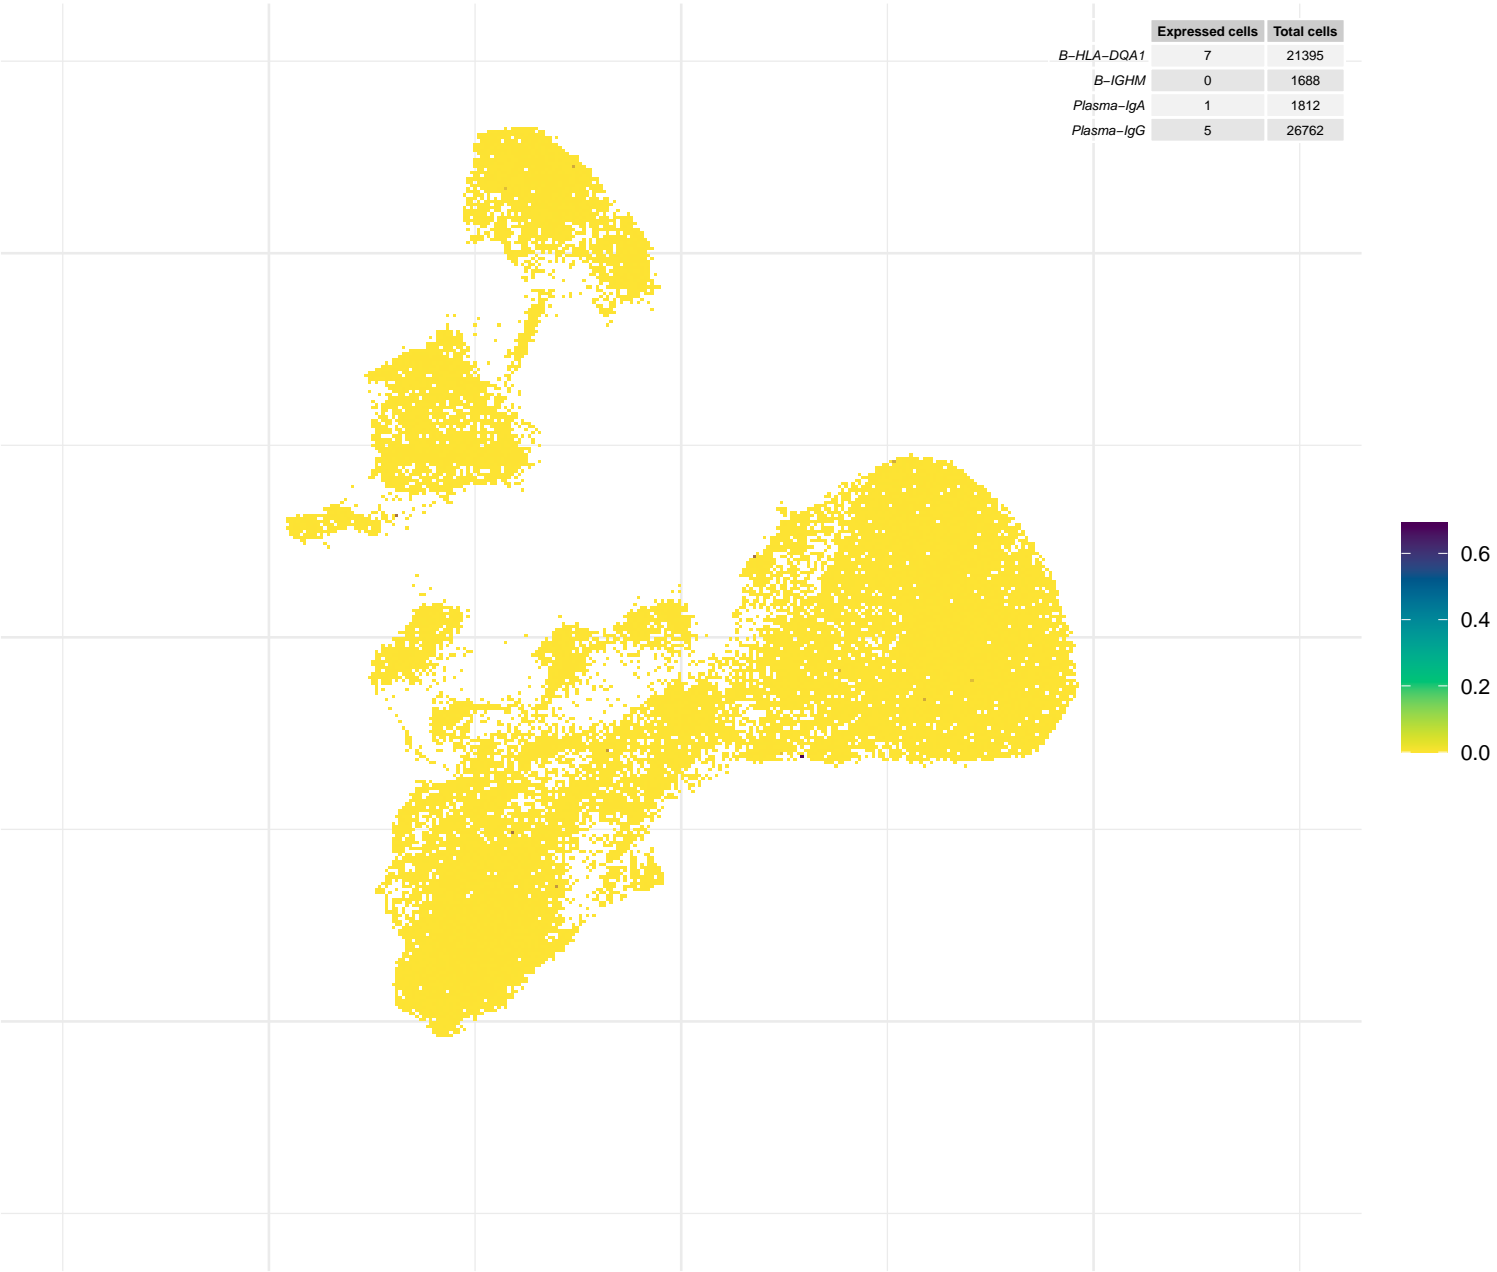 Expressed cells Total cells
B−HLA−DQA1 7 21395
B−IGHM 0 1688
Plasma−IgA 1 1812
Plasma−IgG 5 26762
0.6
0.4
0.2
0.0